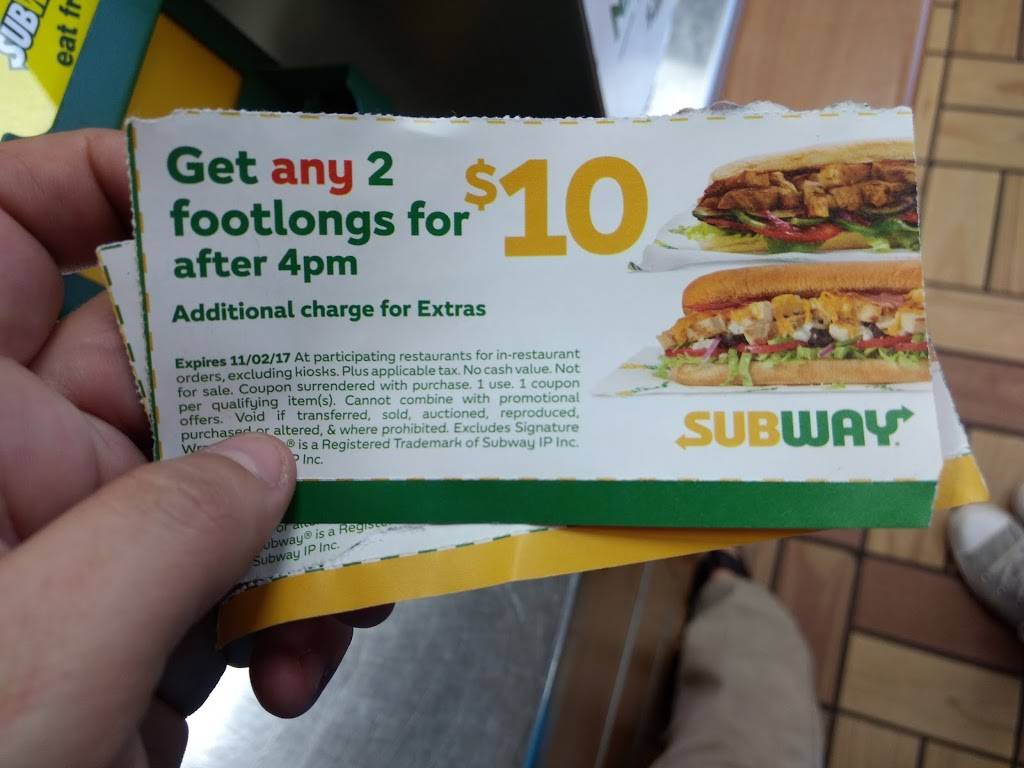 SUBW
eat fr
Get any 2
footlongs for
$10
after 4pm
Additional charge for Extras
Expires 11/02/17 At participating restaurants for in-restaurant
orders, excluding kiosks. Plus applicable tax. No cash value. Not
for sale. Coupon surrendered with purchase. 1 use. 1 coupon
per qualifying item(s). Cannot combine with promotional
offers. Void if transferred, sold, auctioned, reproduced,
purchased or altered, & where prohibited. Excludes Signature
® is a Registered Trademark of Subway IP Inc.
Inc.
SUBWAY®
or
ubway® is a
Subway IP Inc.